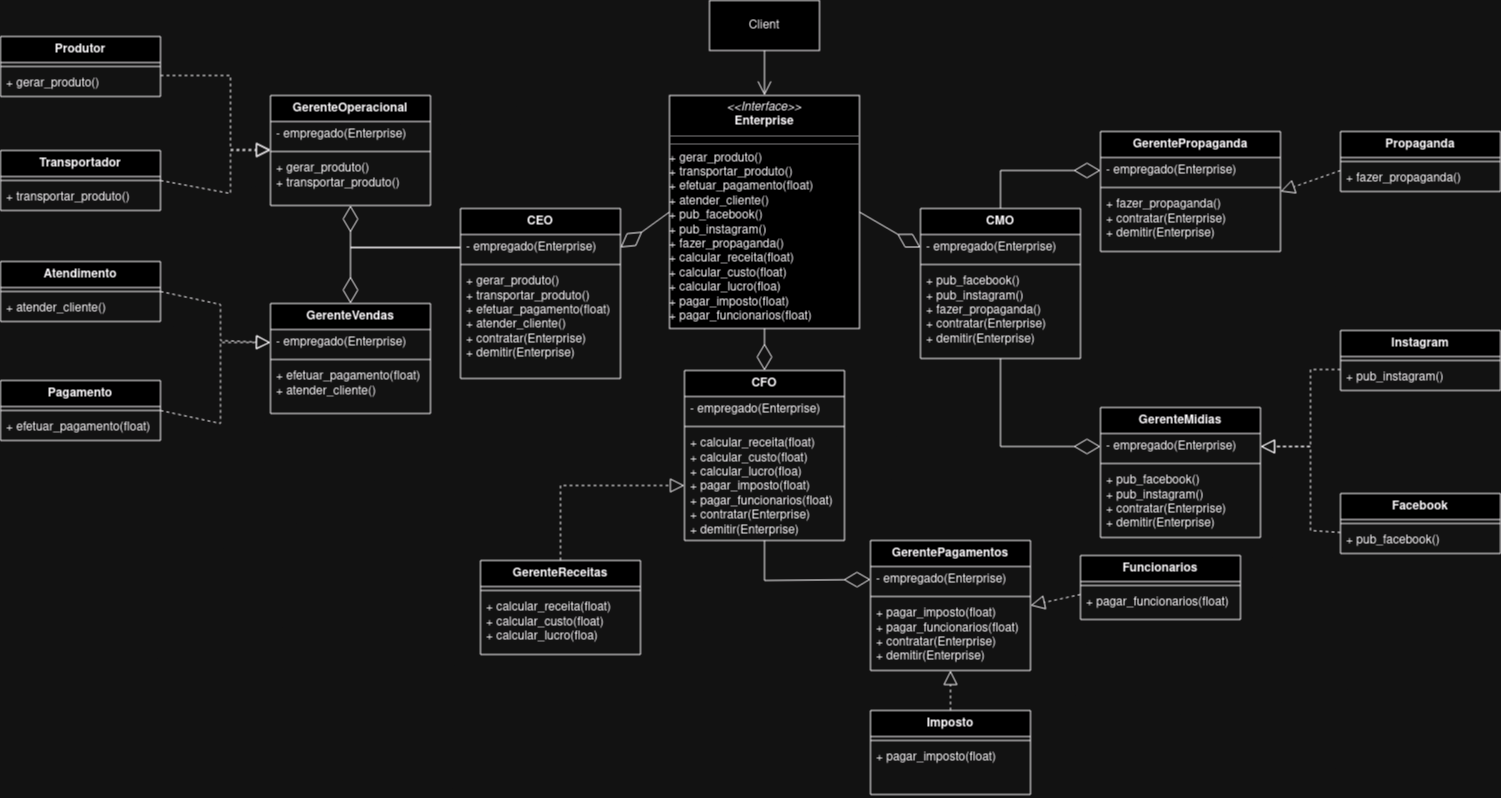 Client
<<Interface>>
Enterprise
+ gerar_produto()
+ transportar_produto()
+ efetuar_pagamento(float)
+ atender_cliente()
+ pub_facebook()
+ pub_instagram()
+ fazer_propaganda()
+ calcular_receita(float)
+ calcular_custo(float)
+ calcular_lucro(floa)
+ pagar_imposto(float)
+ pagar_funcionarios(float)
Produtor
+ gerar_produto()
Transportador
+ transportar_produto()
Atendimento
+ atender_cliente()
Pagamento
+ efetuar_pagamento(float)
GerenteOperacional
- empregado(Enterprise)
+ gerar_produto()
+ transportar_produto()
GerenteVendas
- empregado(Enterprise)
+ efetuar_pagamento(float)
+ atender_cliente()
CEO
- empregado(Enterprise)
+ gerar_produto()
+ transportar_produto()
+ efetuar_pagamento(float)
+ atender_cliente()
+ contratar(Enterprise)
+ demitir(Enterprise)
CFO
- empregado(Enterprise)
+ calcular_receita(float)
+ calcular_custo(float)
+ calcular_lucro(floa)
+ pagar_imposto(float)
+ pagar_funcionarios(float)
+ contratar(Enterprise)
+ demitir(Enterprise)
GerenteReceitas
+ calcular_receita(float)
+ calcular_custo(float)
+ calcular_lucro(floa)
GerentePagamentos
- empregado(Enterprise)
+ pagar_imposto(float)
+ pagar_funcionarios(float)
+ contratar(Enterprise)
+ demitir(Enterprise)
Funcionarios
+ pagar_funcionarios(float)
Imposto
+ pagar_imposto(float)
CMO
- empregado(Enterprise)
+ pub_facebook()
+ pub_instagram()
+ fazer_propaganda()
+ contratar(Enterprise)
+ demitir(Enterprise)
GerentePropaganda
- empregado(Enterprise)
+ fazer_propaganda()
+ contratar(Enterprise)
+ demitir(Enterprise)
Propaganda
+ fazer_propaganda()
GerenteMidias
- empregado(Enterprise)
+ pub_facebook()
+ pub_instagram()
+ contratar(Enterprise)
+ demitir(Enterprise)
Instagram
+ pub_instagram()
Facebook
+ pub_facebook()